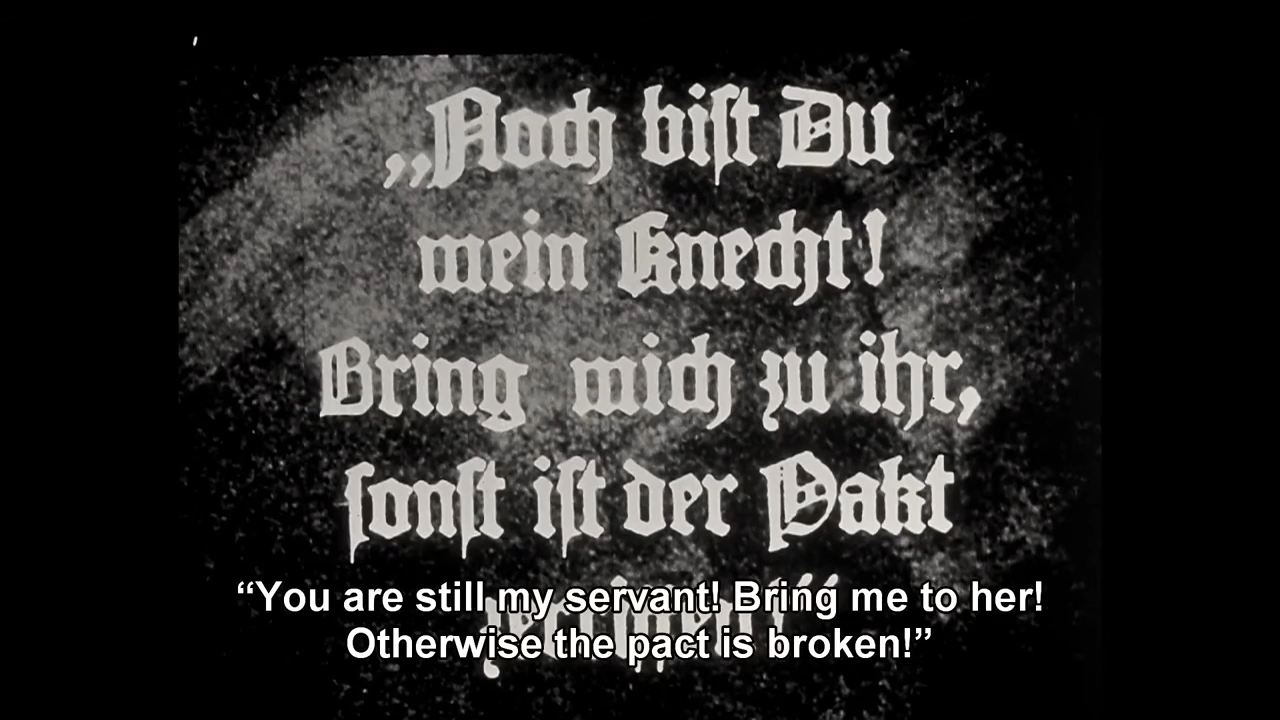 „Noch bist Du
mein Knecht!
Bring mich zu ihr,
sonst ist der Pakt
“You are still my servant! Bring me to her!
Otherwise the pact is broken!”